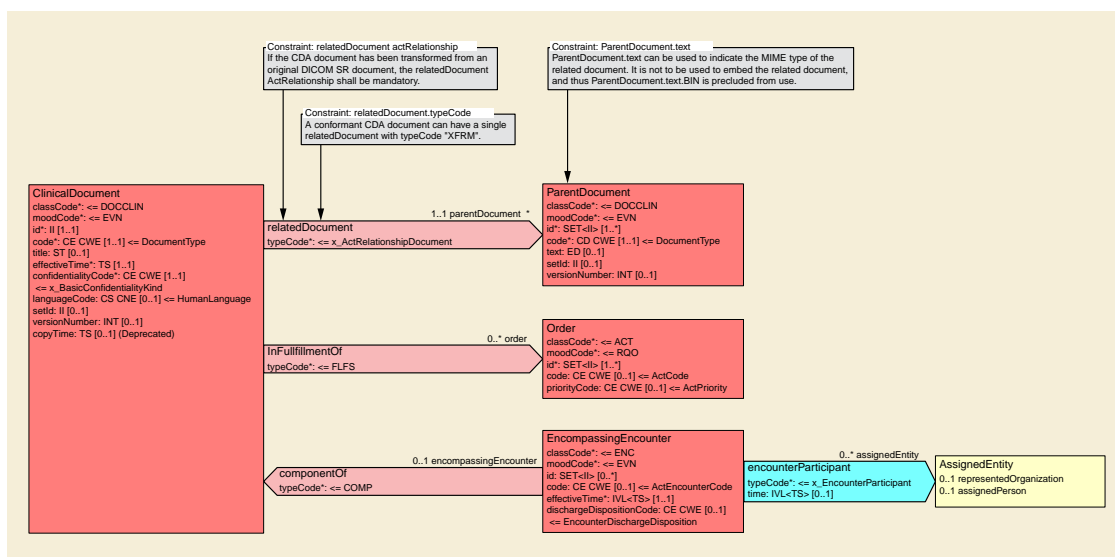 Constraint: relatedDocument actRelationship
If the CDA document has been transformed from an
original DICOM SR document, the relatedDocument
ActRelationship shall be mandatory.
Constraint: ParentDocument.text
ParentDocument.text can be used to indicate the MIME type of the
related document. It is not to be used to embed the related document,
and thus ParentDocument.text.BIN is precluded from use.
Constraint: relatedDocument.typeCode
A conformant CDA document can have a single
relatedDocument with typeCode "XFRM".
ClinicalDocument
classCode*: <= DOCCLIN
moodCode*: <= EVN
id*: II [1..1]
code*: CE CWE [1..1] <= DocumentType
title: ST [0..1]
effectiveTime*: TS [1..1]
confidentialityCode*: CE CWE [1..1]
<= x_BasicConfidentialityKind
languageCode: CS CNE [0..1] <= HumanLanguage
setId: II [0..1]
versionNumber: INT [0..1]
copyTime: TS [0..1] (Deprecated)
1..1 parentDocument *
relatedDocument
typeCode*: <= x_ActRelationshipDocument
ParentDocument
classCode*: <= DOCCLIN
moodCode*: <= EVN
id*: SET<II> [1..*]
code*: CD CWE [1..1] <= DocumentType
text: ED [0..1]
setId: II [0..1]
versionNumber: INT [0..1]
0..* order
InFullfillmentOf
typeCode*: <= FLFS
Order
classCode*: <= ACT
moodCode*: <= RQO
id*: SET<II> [1..*]
code: CE CWE [0..1] <= ActCode
priorityCode: CE CWE [0..1] <= ActPriority
0..1 encompassingEncounter
componentOf
typeCode*: <= COMP
EncompassingEncounter
classCode*: <= ENC
moodCode*: <= EVN
id: SET<II> [0..*]
code: CE CWE [0..1] <= ActEncounterCode
effectiveTime*: IVL<TS> [1..1]
dischargeDispositionCode: CE CWE [0..1]
<= EncounterDischargeDisposition
0..* assignedEntity
encounterParticipant
typeCode*: <= x_EncounterParticipant
time: IVL<TS> [0..1]
AssignedEntity
0..1 representedOrganization
0..1 assignedPerson